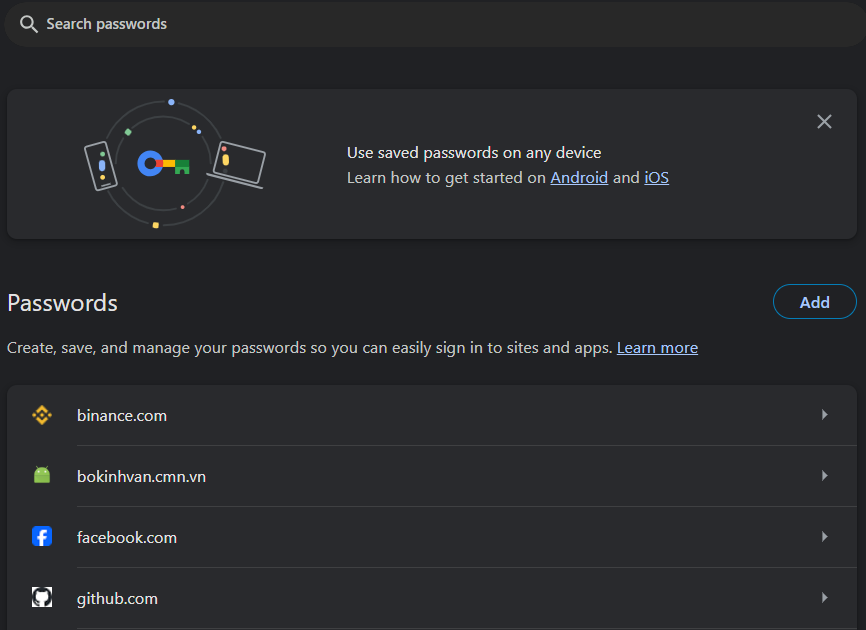 Search passwords
Use saved passwords on any device
Learn how to get started on Android and iOS
Passwords
Add
Create, save, and manage your passwords so you can easily sign in to sites and apps. Learn more
binance.com
bokinhvan.cmn.vn
facebook.com
github.com